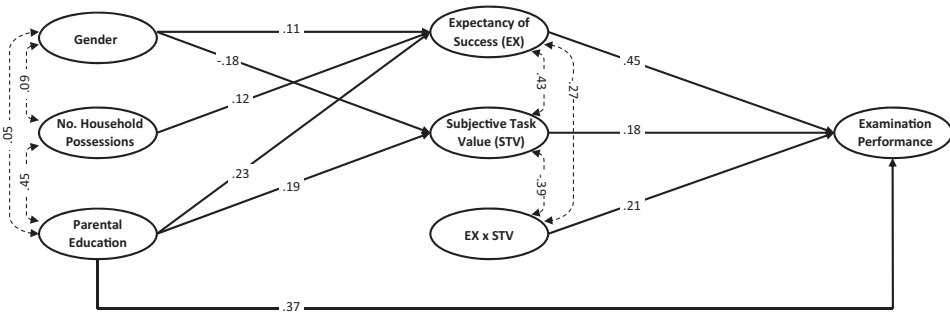 Gender
No. Household
Possessions
Parental
Education
.05
.09
.45
.11
-.18
.12
.23
.19
.37
Expectancy of
Success (EX)
Subjective Task
Value (STV)
EX x STV
.43
-.27
-.39
.45
.18
.21
Examination
Performance